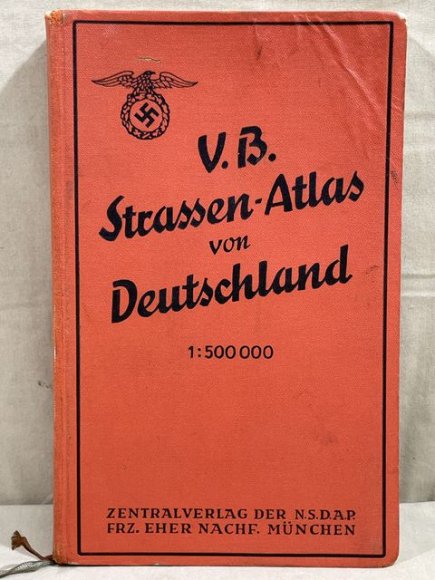 V.B.
Strassen-Atlas
von
Deutschland
1:500 000
ZENTRALVERLAG DER N.S.D.A.P.
FRZ. EHER NACHF. MÜNCHEN